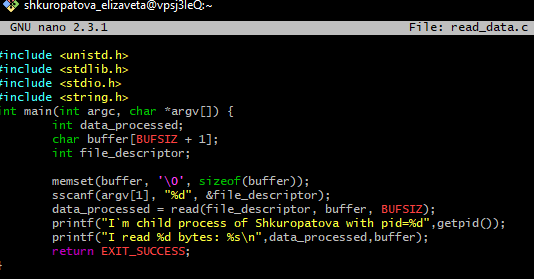 shkuropatova_elizaveta@vpsj3leQ:~
GNU nano 2.3.1 File: read_data.c
#include <unistd.h>
#include <stdlib.h>
#include <stdio.h>
#include <string.h>
int main(int argc, char *argv[]) {
int data_processed;
char buffer[BUFSIZ + 1];
int file_descriptor;
memset(buffer, '\0', sizeof(buffer));
sscanf(argv[1], "%d", &file_descriptor);
data_processed = read(file_descriptor, buffer, BUFSIZ);
printf("I`m child process of Shkuropatova with pid=%d",getpid());
printf("I read %d bytes: %s\n",data_processed,buffer);
return EXIT_SUCCESS;
}